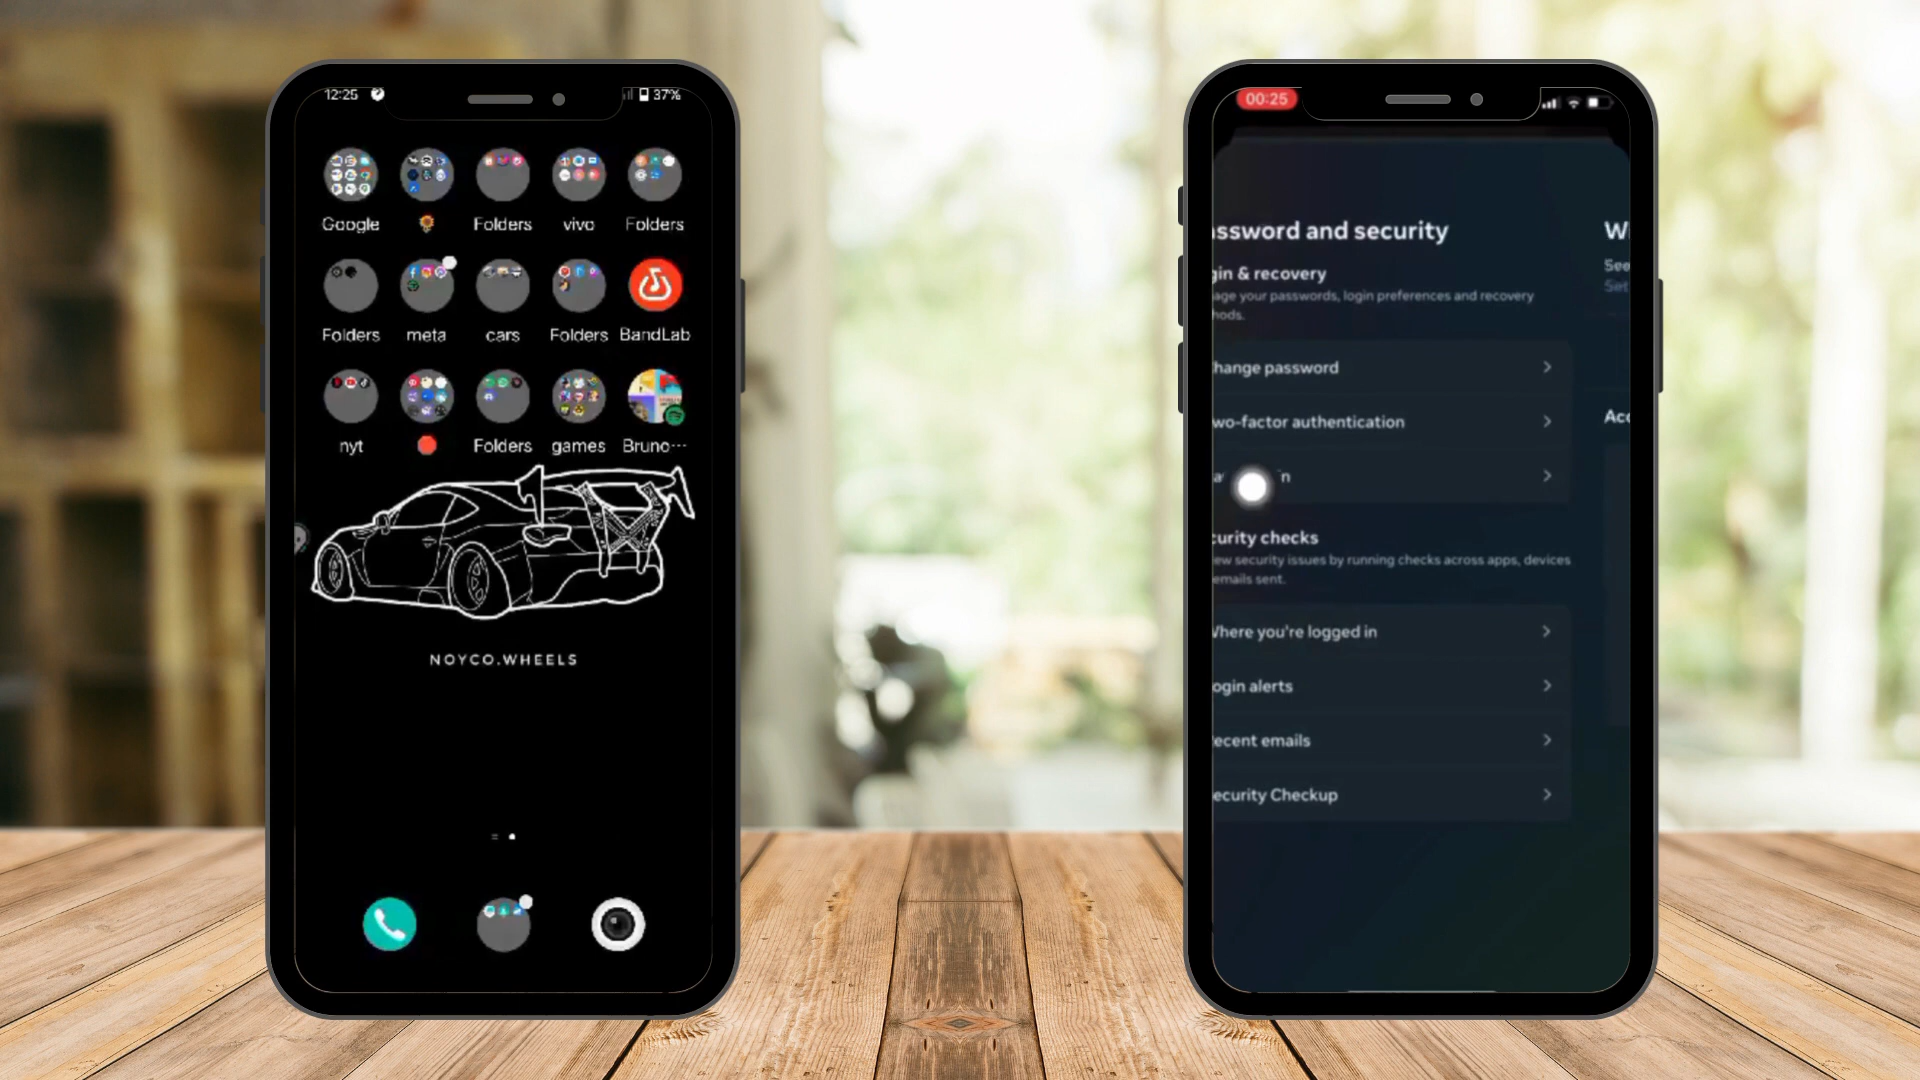 12:25
37%
Google
Folders
vivo
Folders
Folders
meta
cars
Folders
BandLab
nyt
Folders
games
Bruno···
NOYCO.WHEELS
00:25
ssword and security
gin & recovery
age your passwords, login preferences and recovery
hods.
hange password
wo-factor authentication
curity checks
ew security issues by running checks across apps, devices
emails sent.
Where you're logged in
ogin alerts
ecent emails
ecurity Checkup
W
See
Set
Acc